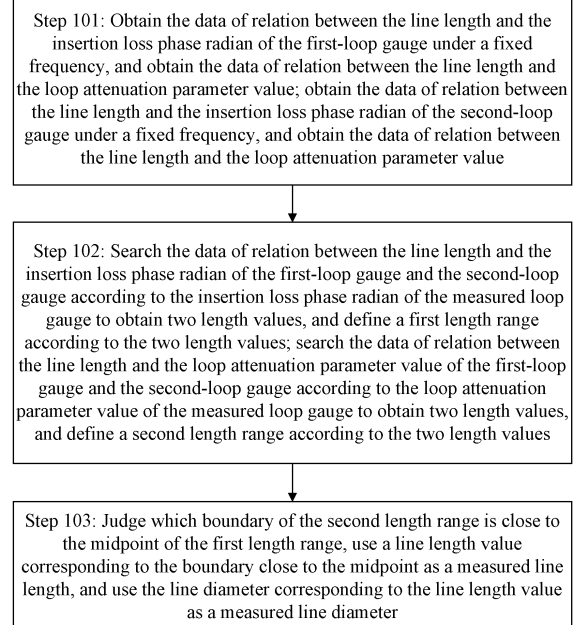 Step 101: Obtain the data of relation between the line length and the
insertion loss phase radian of the first-loop gauge under a fixed
frequency, and obtain the data of relation between the line length and
the loop attenuation parameter value; obtain the data of relation between
the line length and the insertion loss phase radian of the second-loop
gauge under a fixed frequency, and obtain the data of relation between
the line length and the loop attenuation parameter value
Step 102: Search the data of relation between the line length and the
insertion loss phase radian of the first-loop gauge and the second-loop
gauge according to the insertion loss phase radian of the measured loop
gauge to obtain two length values, and define a first length range
according to the two length values; search the data of relation between
the line length and the loop attenuation parameter value of the first-loop
gauge and the second-loop gauge according to the loop attenuation
parameter value of the measured loop gauge to obtain two length values,
and define a second length range according to the two length values
Step 103: Judge which boundary of the second length range is close to
the midpoint of the first length range, use a line length value
corresponding to the boundary close to the midpoint as a measured line
length, and use the line diameter corresponding to the line length value
as a measured line diameter